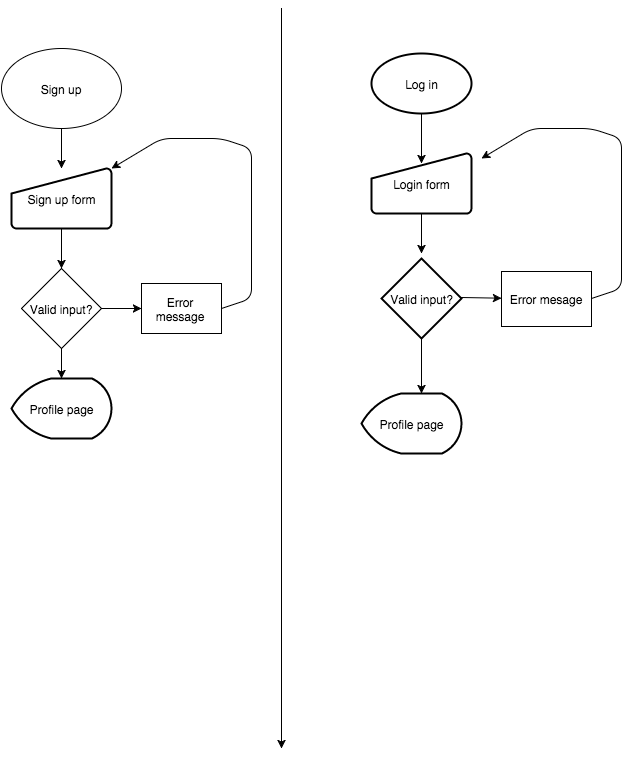 Sign up
Sign up form
Valid input?
Error
message
Profile page
Log in
Login form
Valid input?
Error mesage
Profile page